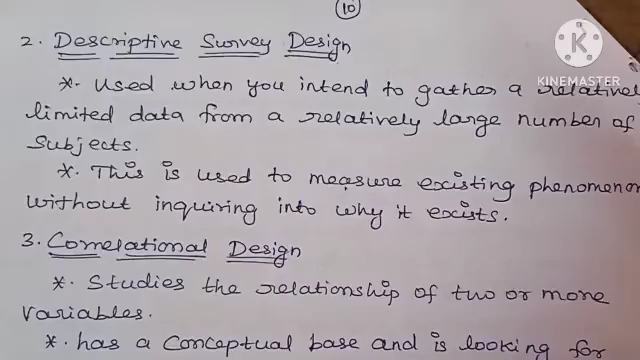 10
2. Descriptive Survey Design
K
KINEMASTER
*. Used when you intend to gather a relativel
limited data from a relatively large number of
subjects.
*. This is used to measure existing phenomenon
without inquiring into why it exists.
3. Correlational Design
*. Studies the relationship of two or more
variables.
*. has a conceptual base and is looking for